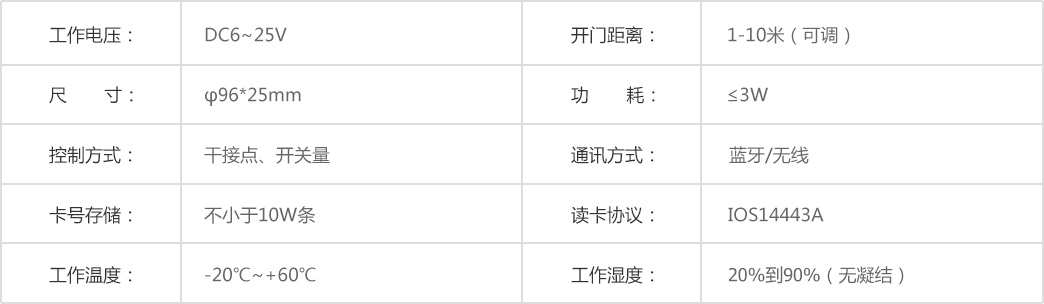 工作电压： DC6~25V 开门距离： 1-10米（可调）
尺 寸： φ96*25mm 功 耗： ≤3W
控制方式： 干接点、开关量 通讯方式： 蓝牙/无线
卡号存储： 不小于10W条 读卡协议： IOS14443A
工作温度： -20℃~+60℃ 工作湿度： 20%到90%（无凝结）